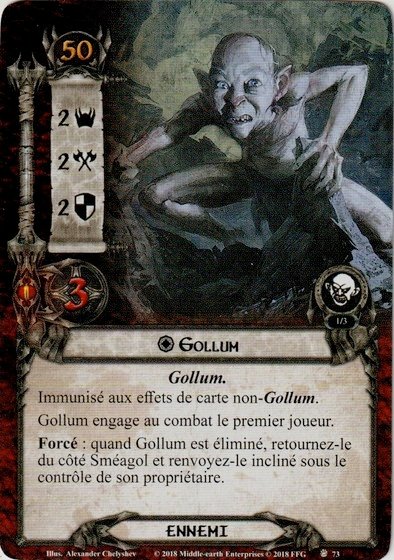 50
2
2
2
3
1/3
Gollum
Gollum.
Immunisé aux effets de carte non-Gollum.
Gollum engage au combat le premier joueur.
Forcé : quand Gollum est éliminé, retournez-le
du côté Sméagol et renvoyez-le incliné sous le
contrôle de son propriétaire.
ENNEMI
Illus. Alexander Chelyshev © 2018 Middle-earth Enterprises © 2018 FFG 73